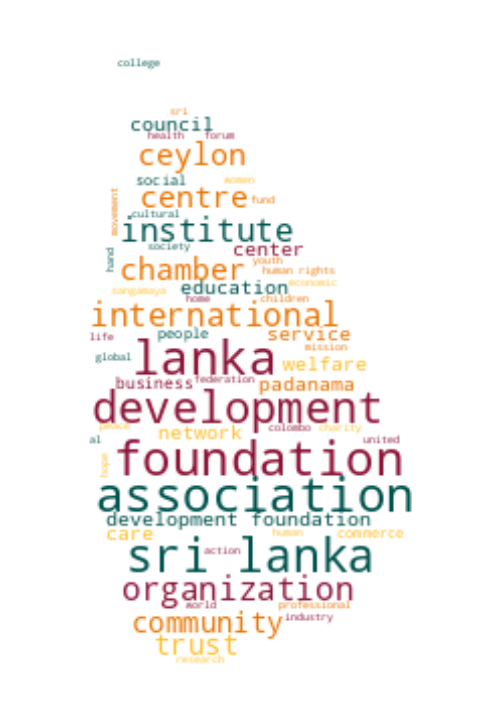 college
sri
council
health forum
ceylon
social women
centre fund
movement
cultural
institute
hand society center
chamber youth
human rights
sangamaya education economic
home children
international
life people service
mission
global lanka welfare
business federation padanama
development
peace network colombo charity
al united
foundation
hope
association
development foundation
care human commerce
sri lanka
action
organization
world professional
community industry
trust
research